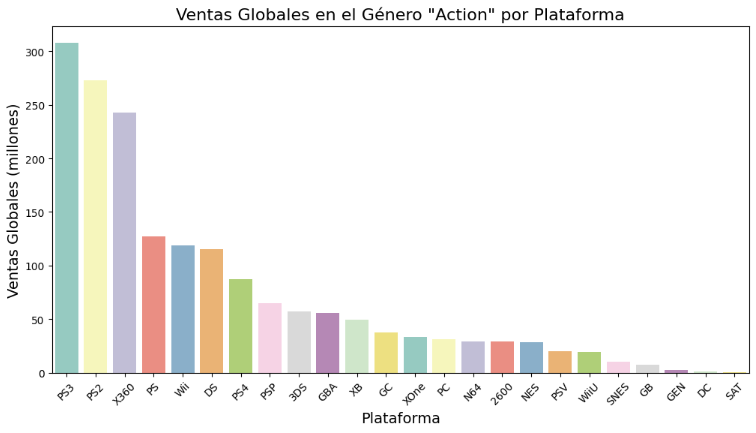 Ventas Globales en el Género "Action" por Plataforma
Ventas Globales (millones)
300
250
200
150
100
50
0
PS3 PS2 X360 PS Wii DS PS4 PSP 3DS GBA XB GC XOne PC N64 2600 NES PSV WiiU SNES GB GEN DC SAT
Plataforma